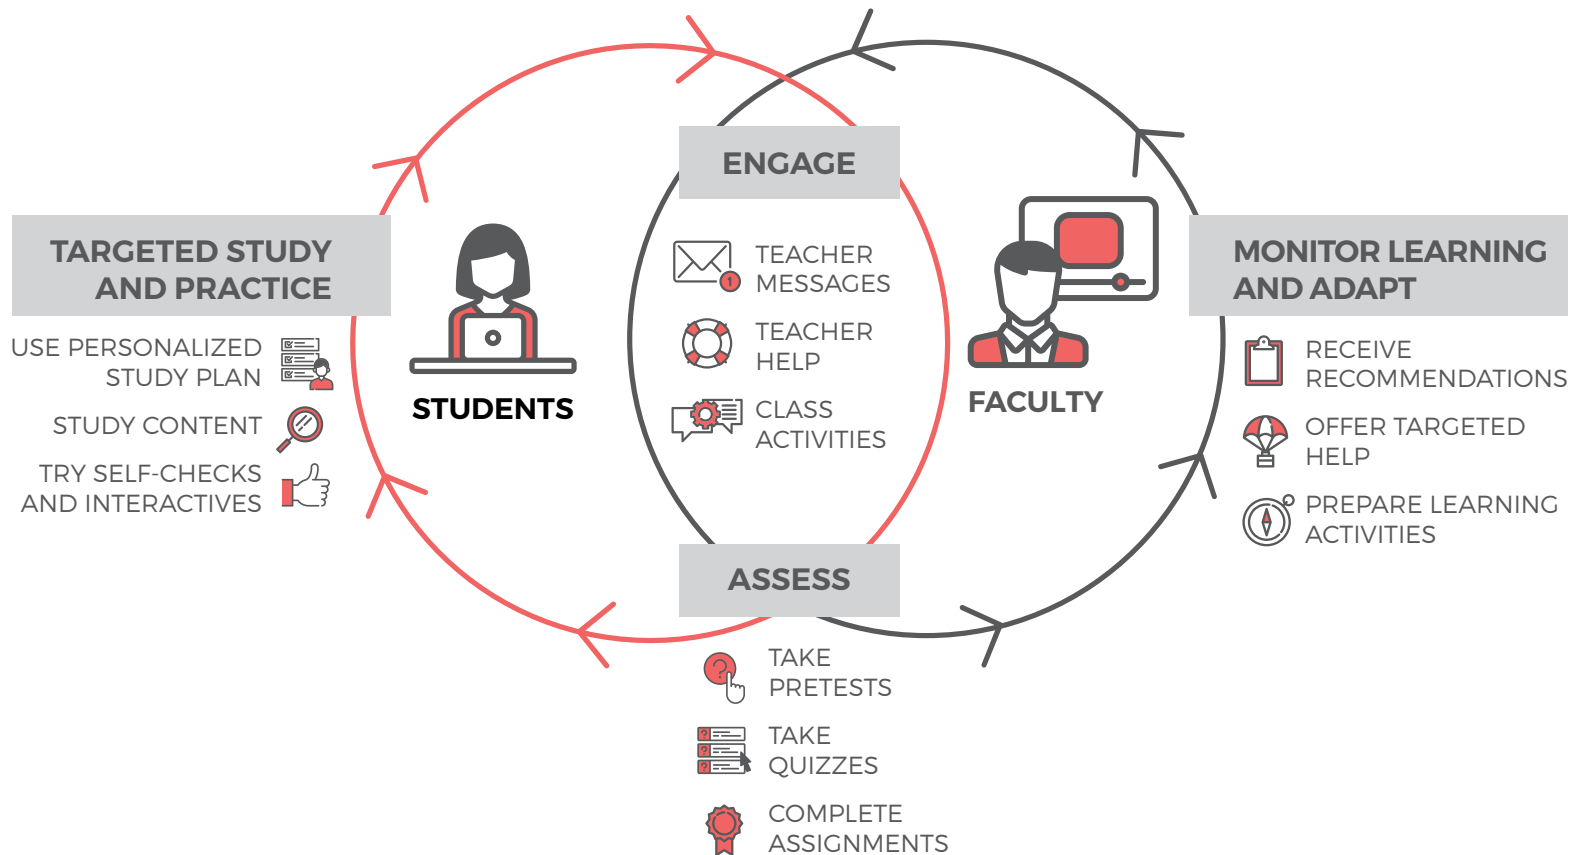 ENGAGE
TARGETED STUDY
AND PRACTICE
USE PERSONALIZED
STUDY PLAN
STUDY CONTENT
TRY SELF-CHECKS
AND INTERACTIVES
STUDENTS
TEACHER
MESSAGES
1
TEACHER
HELP
CLASS
ACTIVITIES
FACULTY
MONITOR LEARNING
AND ADAPT
RECEIVE
RECOMMENDATIONS
OFFER TARGETED
HELP
PREPARE LEARNING
ACTIVITIES
ASSESS
?
TAKE
PRETESTS
?
?
?
TAKE
QUIZZES
COMPLETE
ASSIGNMENTS